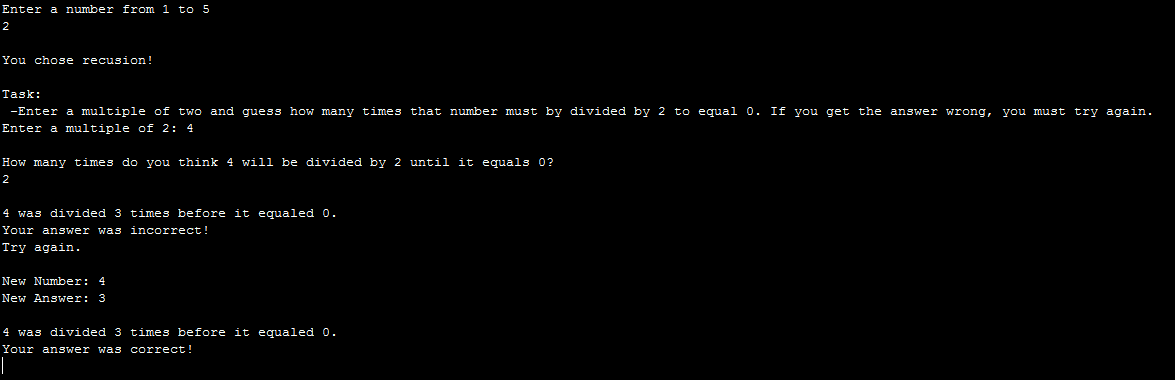 Enter a number from 1 to 5
2
You chose recusion!
Task:
-Enter a multiple of two and guess how many times that number must by divided by 2 to equal 0. If you get the answer wrong, you must try again.
Enter a multiple of 2: 4
How many times do you think 4 will be divided by 2 until it equals 0?
2
4 was divided 3 times before it equaled 0.
Your answer was incorrect!
Try again.
New Number: 4
New Answer: 3
4 was divided 3 times before it equaled 0.
Your answer was correct!